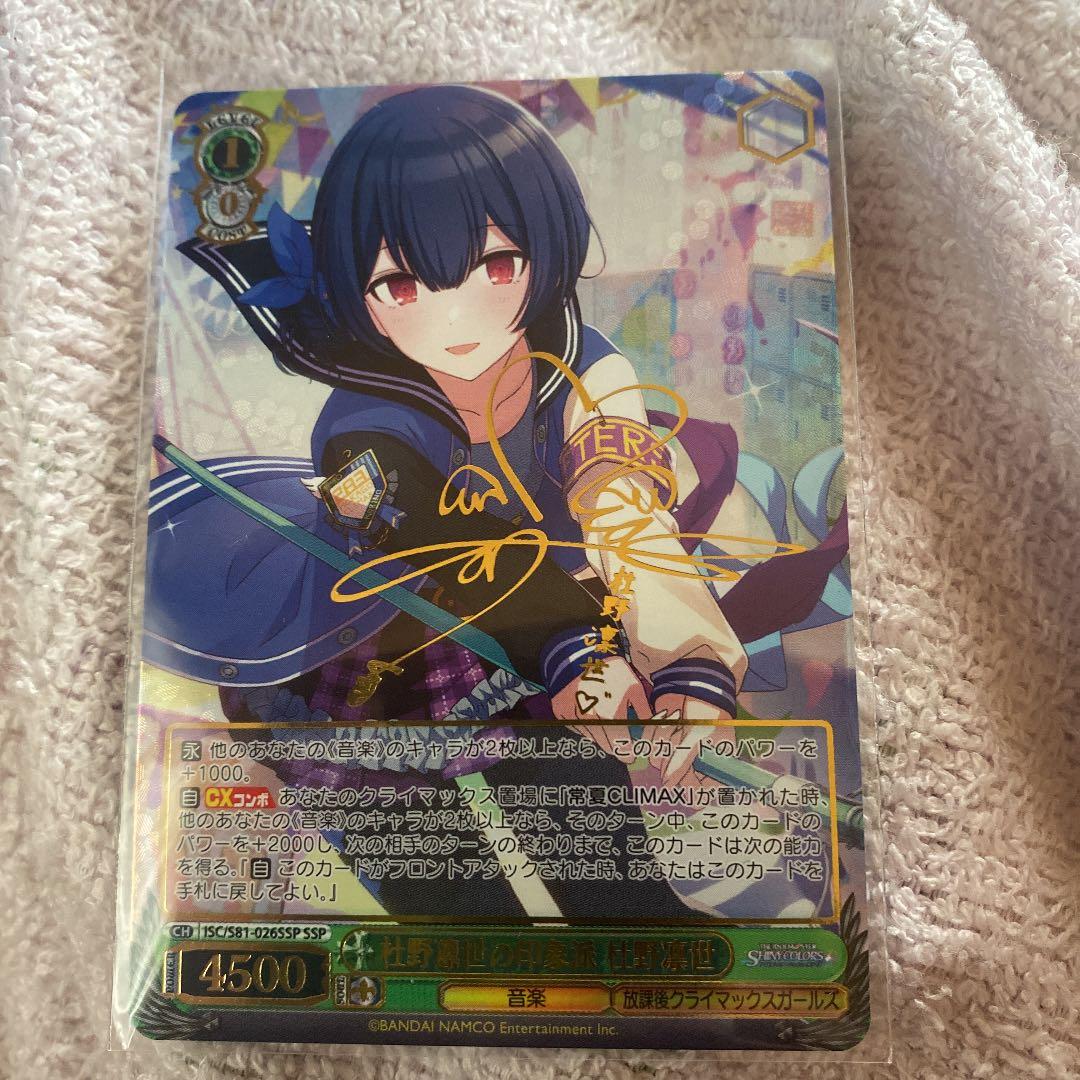 LEVEL
1
0
COST
TERS
杜野凛世
永 他のあなたの《音楽》のキャラが2枚以上なら、このカードのパワーを
+1000。
自 CXコンボ あなたのクライマックス置場に「常夏CLIMAX」が置かれた時、
他のあなたの《音楽》のキャラが2枚以上なら、そのターン中、このカードの
パワーを+2000し、次の相手のターンの終わりまで、このカードは次の能力
を得る。『自 このカードがフロントアタックされた時、あなたはこのカードを
手札に戻してよい。』
CH ISC/S81-026SSP SSP
POWER 4500 SOUL
杜野凛世の印象派 杜野凛世
THE IDOLM@STER
SHINYCOLORS
音楽 放課後クライマックスガールズ
©BANDAI NAMCO Entertainment Inc.